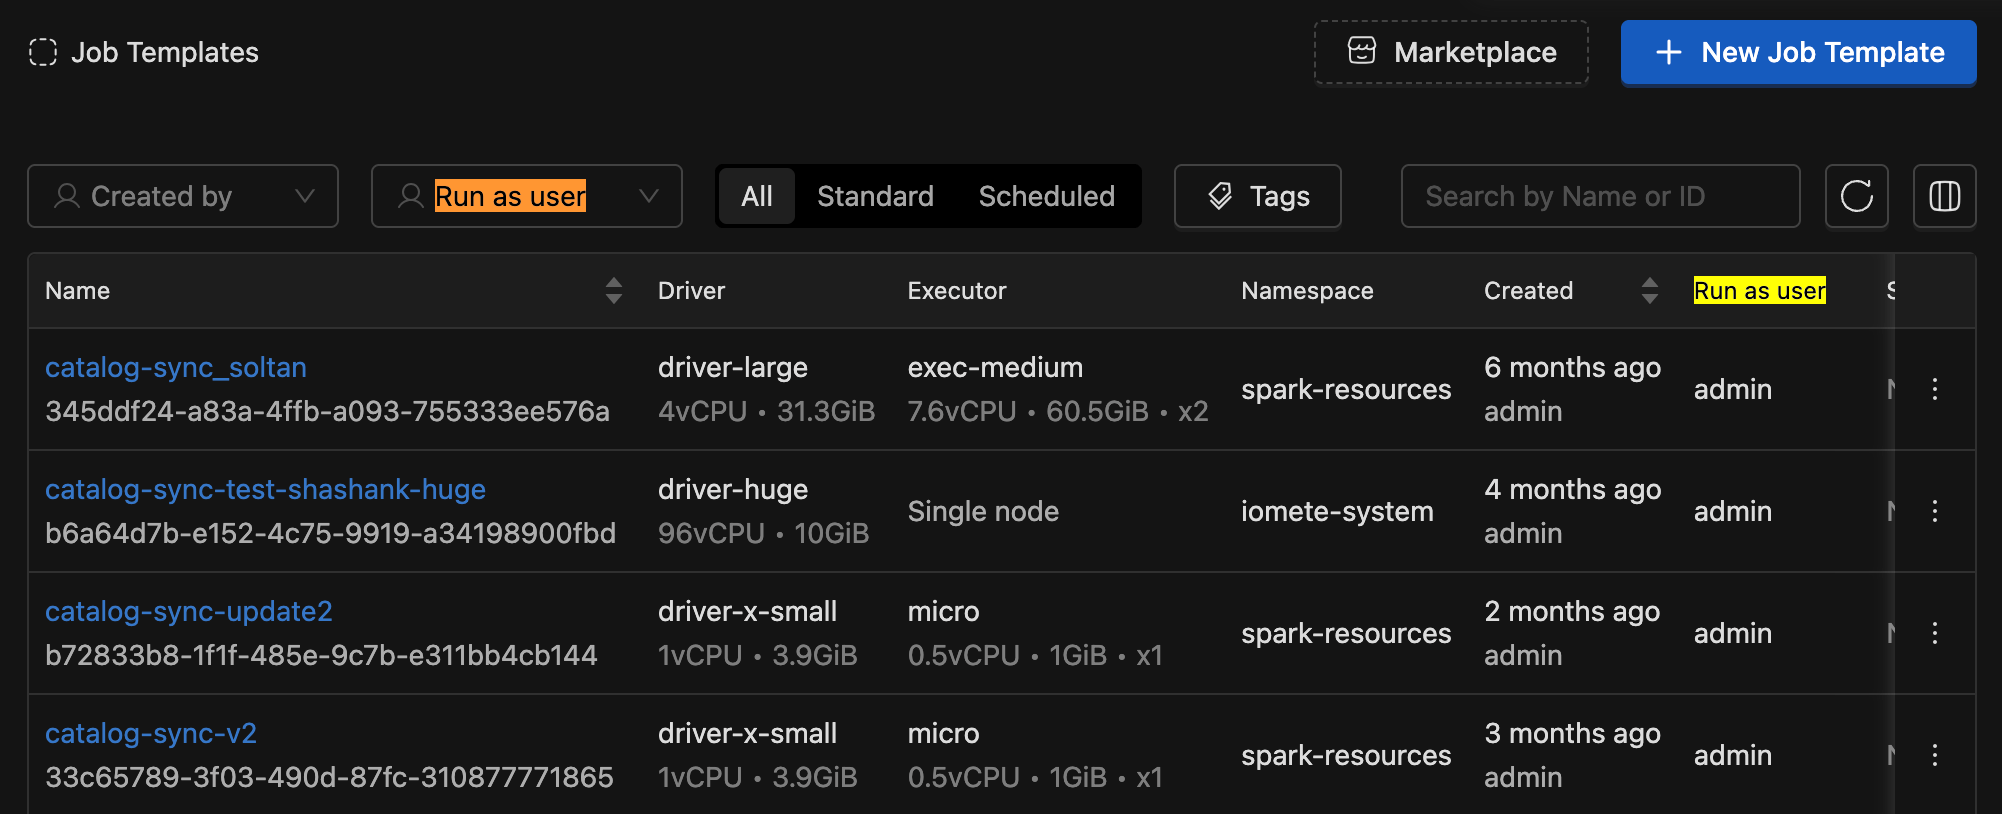 Job Templates
Marketplace
New Job Template
Created by
Run as user
All
Standard
Scheduled
Tags
Search by Name or ID
Name Driver Executor Namespace Created Run as user
catalog-sync_soltan driver-large exec-medium spark-resources 6 months ago admin
345ddf24-a83a-4ffb-a093-755333ee576a 4vCPU • 31.3GiB 7.6vCPU • 60.5GiB • x2 admin
catalog-sync-test-shashank-huge driver-huge Single node iomete-system 4 months ago admin
b6a64d7b-e152-4c75-9919-a34198900fbd 96vCPU • 10GiB admin
catalog-sync-update2 driver-x-small micro spark-resources 2 months ago admin
b72833b8-1f1f-485e-9c7b-e311bb4cb144 1vCPU • 3.9GiB 0.5vCPU • 1GiB • x1 admin
catalog-sync-v2 driver-x-small micro spark-resources 3 months ago admin
33c65789-3f03-490d-87fc-310877771865 1vCPU • 3.9GiB 0.5vCPU • 1GiB • x1 admin